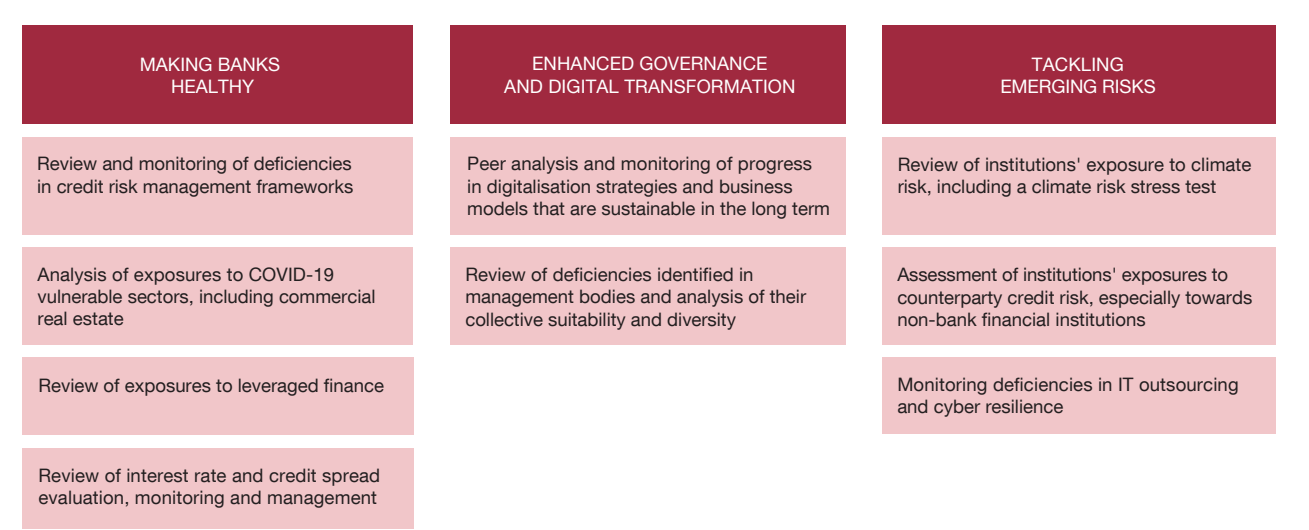 MAKING BANKS
HEALTHY
Review and monitoring of deficiencies
in credit risk management frameworks
Analysis of exposures to COVID-19
vulnerable sectors, including commercial
real estate
Review of exposures to leveraged finance
Review of interest rate and credit spread
evaluation, monitoring and management
ENHANCED GOVERNANCE
AND DIGITAL TRANSFORMATION
Peer analysis and monitoring of progress
in digitalisation strategies and business
models that are sustainable in the long term
Review of deficiencies identified in
management bodies and analysis of their
collective suitability and diversity
TACKLING
EMERGING RISKS
Review of institutions' exposure to climate
risk, including a climate risk stress test
Assessment of institutions' exposures to
counterparty credit risk, especially towards
non-bank financial institutions
Monitoring deficiencies in IT outsourcing
and cyber resilience